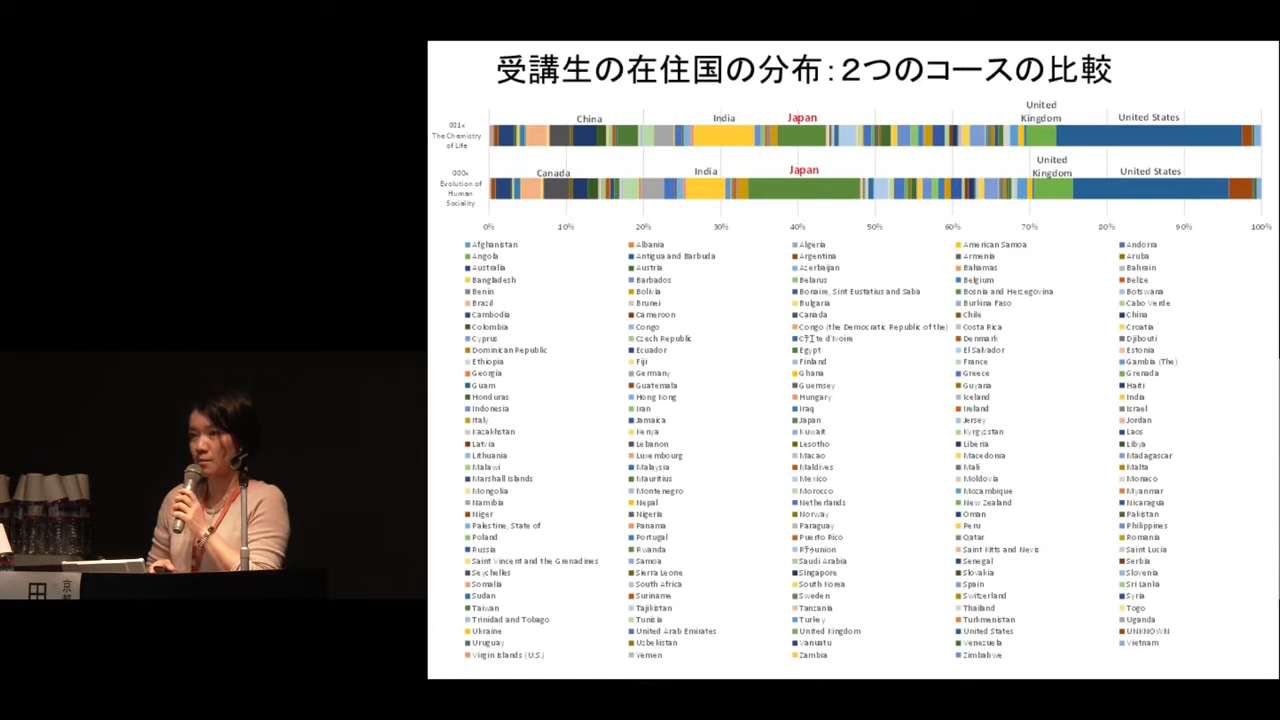 受講生の在住国の分布：２つのコースの比較
001x
The Chemistry
of Life
China
India
Japan
United
Kingdom
United States
000x
Evolution of
Human
Sociality
Canada
India
Japan
United
Kingdom
United States
0% 10% 20% 30% 40% 50% 60% 70% 80% 90% 100%
Afghanistan Albania Algeria American Samoa Andorra
Angola Antigua and Barbuda Argentina Armenia Aruba
Australia Austria Azerbaijan Bahamas Bahrain
Bangladesh Barbados Belarus Belgium Belize
Benin Bolivia Bonaire, Sint Eustatius and Saba Bosnia and Herzegovina Botswana
Brazil Brunei Bulgaria Burkina Faso Cabo Verde
Cambodia Cameroon Canada Chile China
Colombia Congo Congo (the Democratic Republic of the) Costa Rica Croatia
Cyprus Czech Republic Denmark Djibouti
Dominican Republic Ecuador Egypt El Salvador Estonia
Ethiopia Fiji Finland France Gambia (The)
Georgia Germany Ghana Greece Grenada
Guam Guatemala Guernsey Guyana Haiti
Honduras Hong Kong Hungary Iceland India
Indonesia Iran Iraq Ireland Israel
Italy Jamaica Japan Jersey Jordan
Kazakhstan Kenya Kuwait Kyrgyzstan Laos
Latvia Lebanon Lesotho Liberia Libya
Lithuania Luxembourg Macao Macedonia Madagascar
Malawi Malaysia Maldives Mali Malta
Marshall Islands Mauritius Mexico Moldovia Monaco
Mongolia Montenegro Morocco Mozambique Myanmar
Namibia Nepal Netherlands New Zealand Nicaragua
Niger Nigeria Norway Oman Pakistan
Palestine, State of Panama Paraguay Peru Philippines
Poland Portugal Puerto Rico Qatar Romania
Russia Rwanda Saint Kitts and Nevis Saint Lucia
Saint Vincent and the Grenadines Samoa Saudi Arabia Senegal Serbia
Seychelles Sierra Leone Singapore Slovakia Slovenia
Somalia South Africa South Korea Spain Sri Lanka
Sudan Suriname Sweden Switzerland Syria
Taiwan Tajikistan Tanzania Thailand Togo
Trinidad and Tobago Tunisia Turkey Turkmenistan Uganda
Ukraine United Arab Emirates United Kingdom United States UNKNOWN
Uruguay Uzbekistan Vanuatu Venezuela Vietnam
Virgin Islands (U.S.) Yemen Zambia Zimbabwe
田